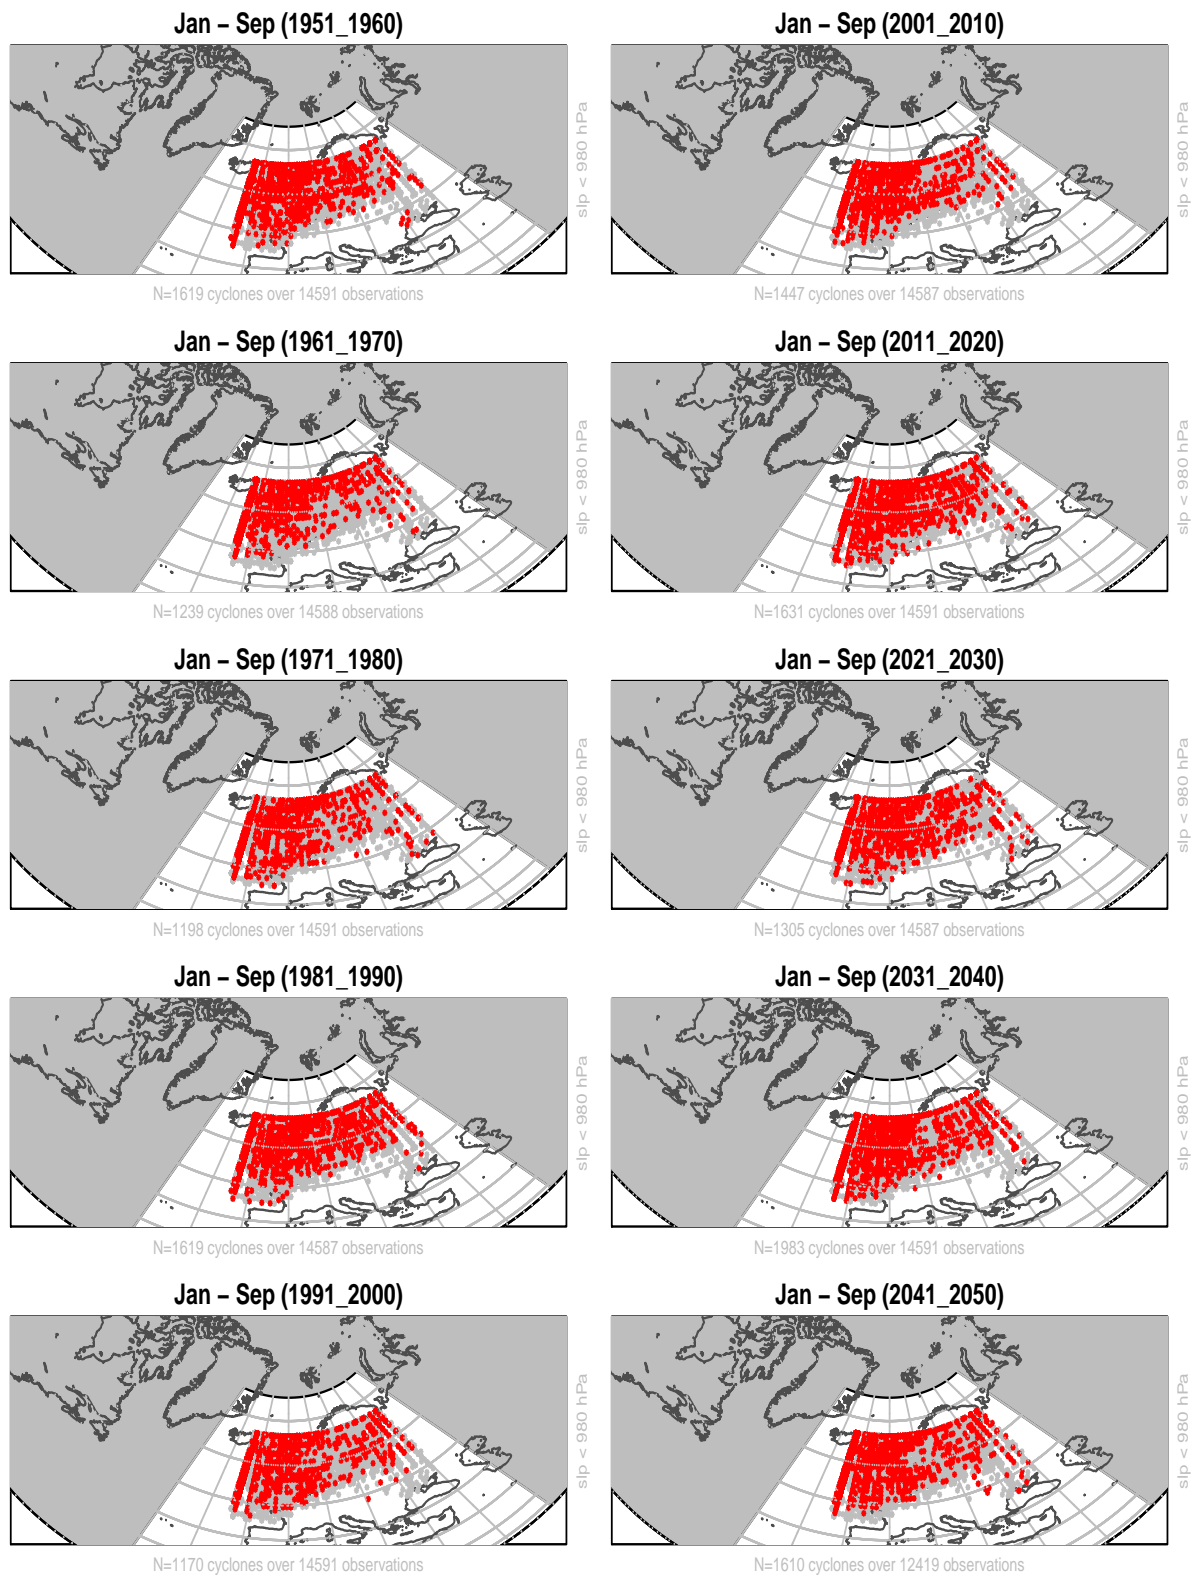 Jan – Sep (1951_1960)
slp < 980 hPa
N=1619 cyclones over 14591 observations
Jan – Sep (2001_2010)
slp < 980 hPa
N=1447 cyclones over 14587 observations
Jan – Sep (1961_1970)
slp < 980 hPa
N=1239 cyclones over 14588 observations
Jan – Sep (2011_2020)
slp < 980 hPa
N=1631 cyclones over 14591 observations
Jan – Sep (1971_1980)
slp < 980 hPa
N=1198 cyclones over 14591 observations
Jan – Sep (2021_2030)
slp < 980 hPa
N=1305 cyclones over 14587 observations
Jan – Sep (1981_1990)
slp < 980 hPa
N=1619 cyclones over 14587 observations
Jan – Sep (2031_2040)
slp < 980 hPa
N=1983 cyclones over 14591 observations
Jan – Sep (1991_2000)
slp < 980 hPa
N=1170 cyclones over 14591 observations
Jan – Sep (2041_2050)
slp < 980 hPa
N=1610 cyclones over 12419 observations